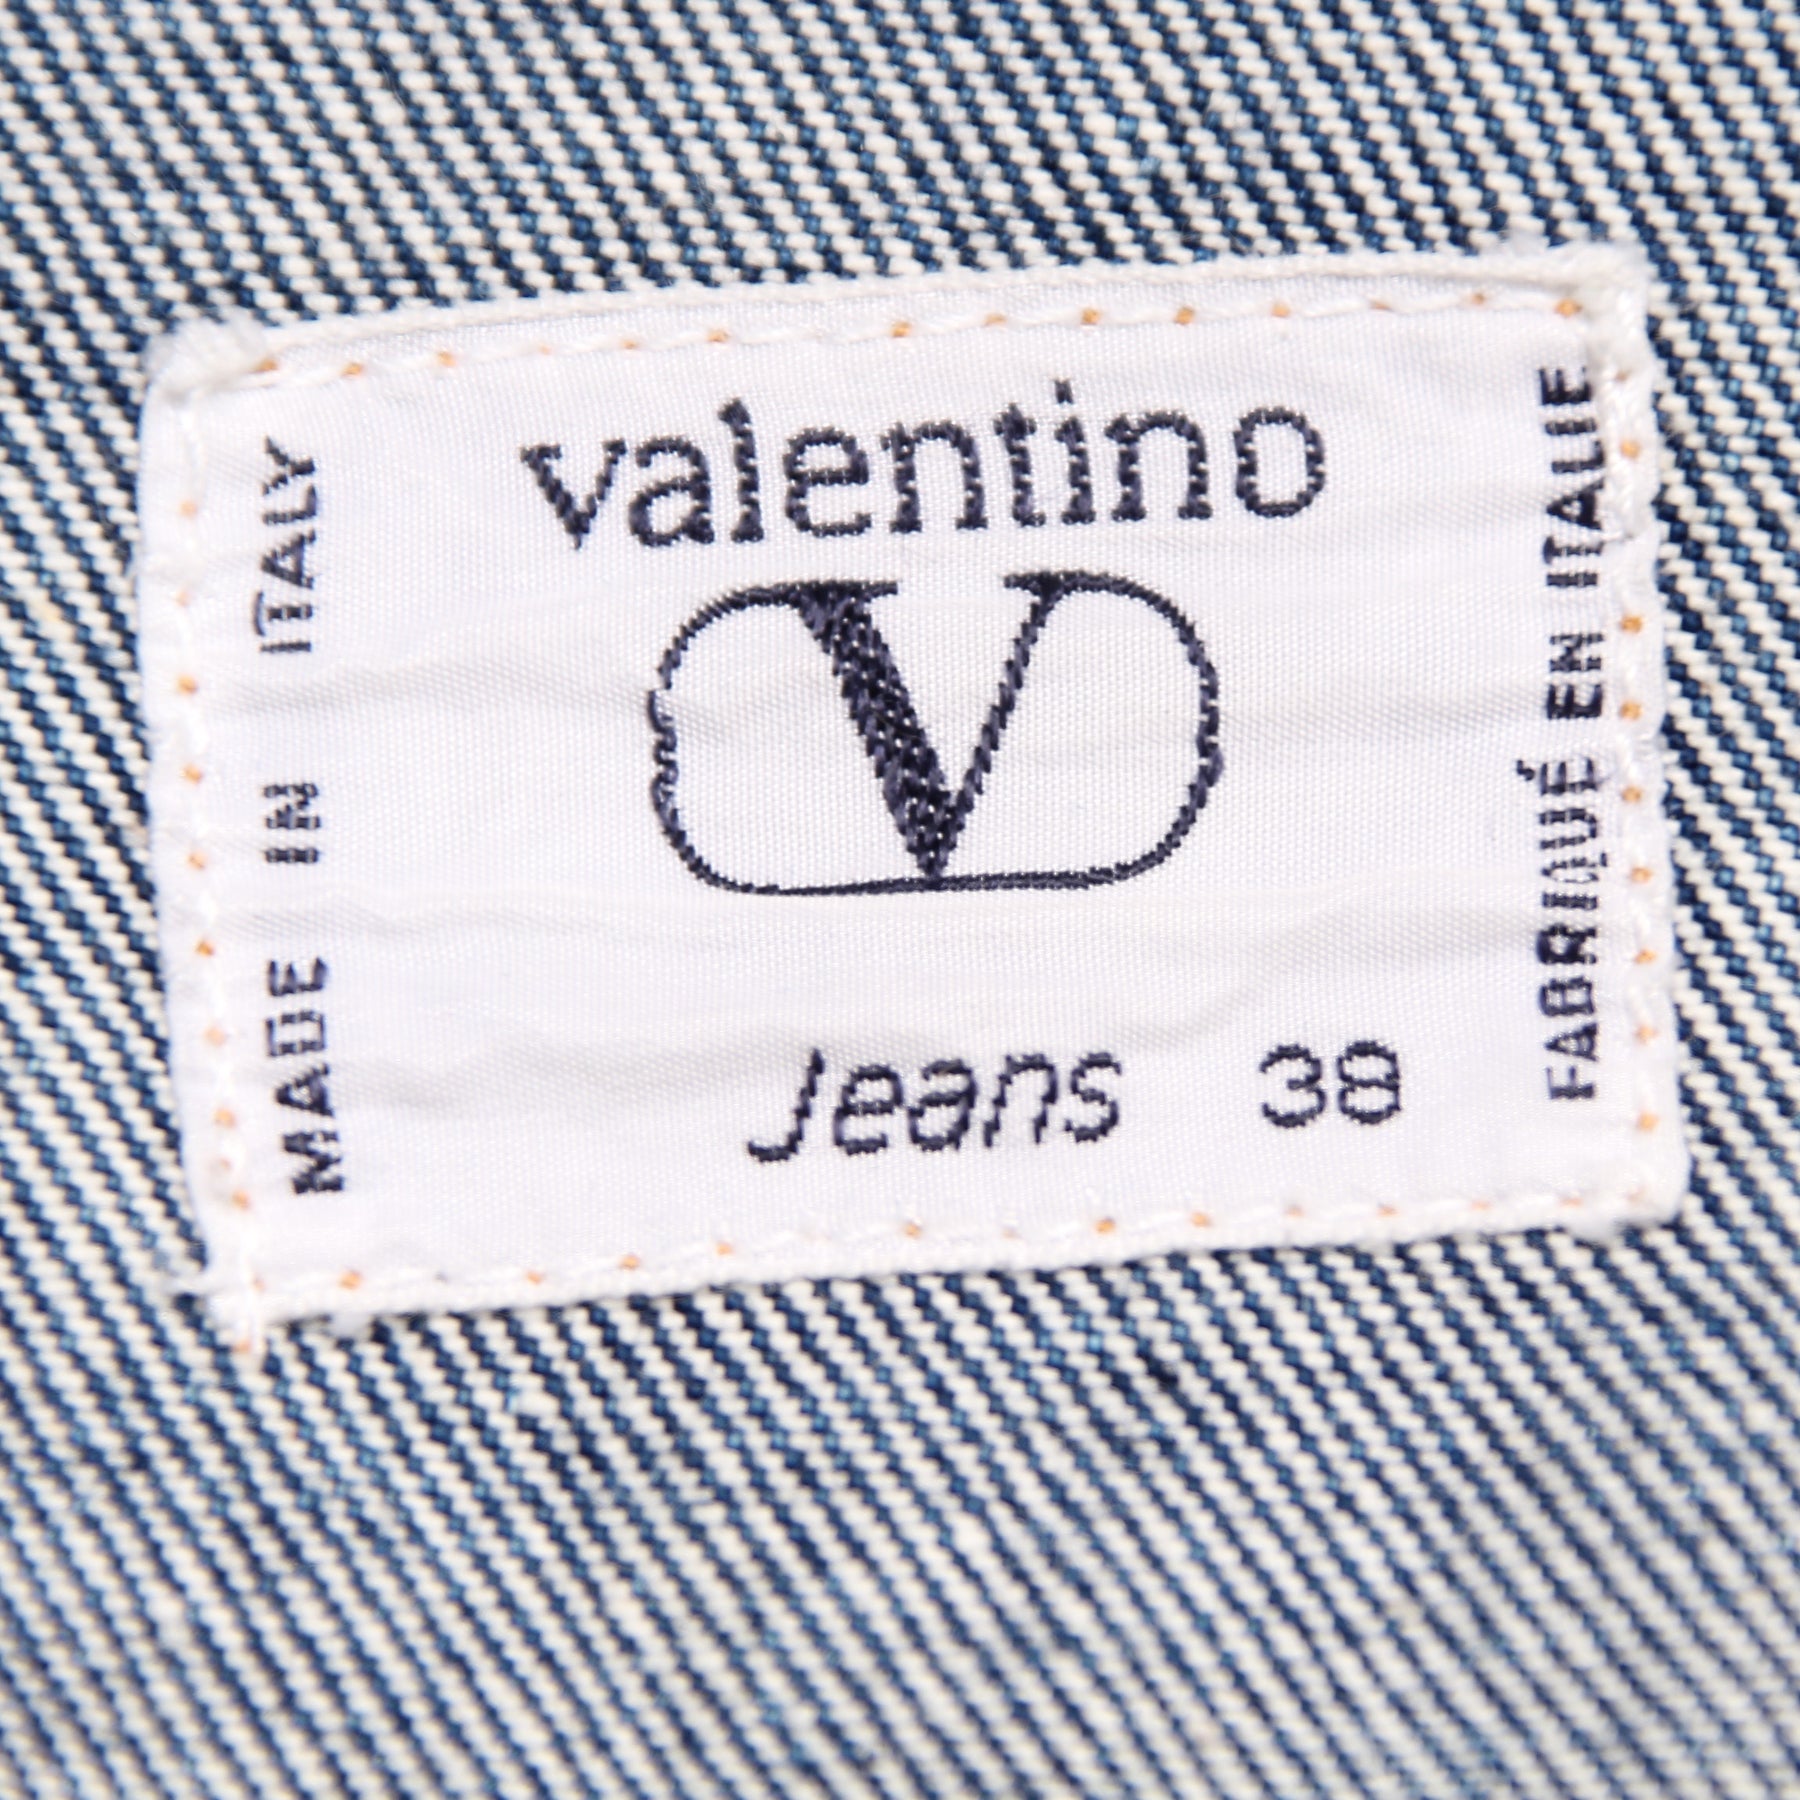 valentino
V
Jeans 38
MADE IN ITALY
FABRIQUÉ EN ITALIE